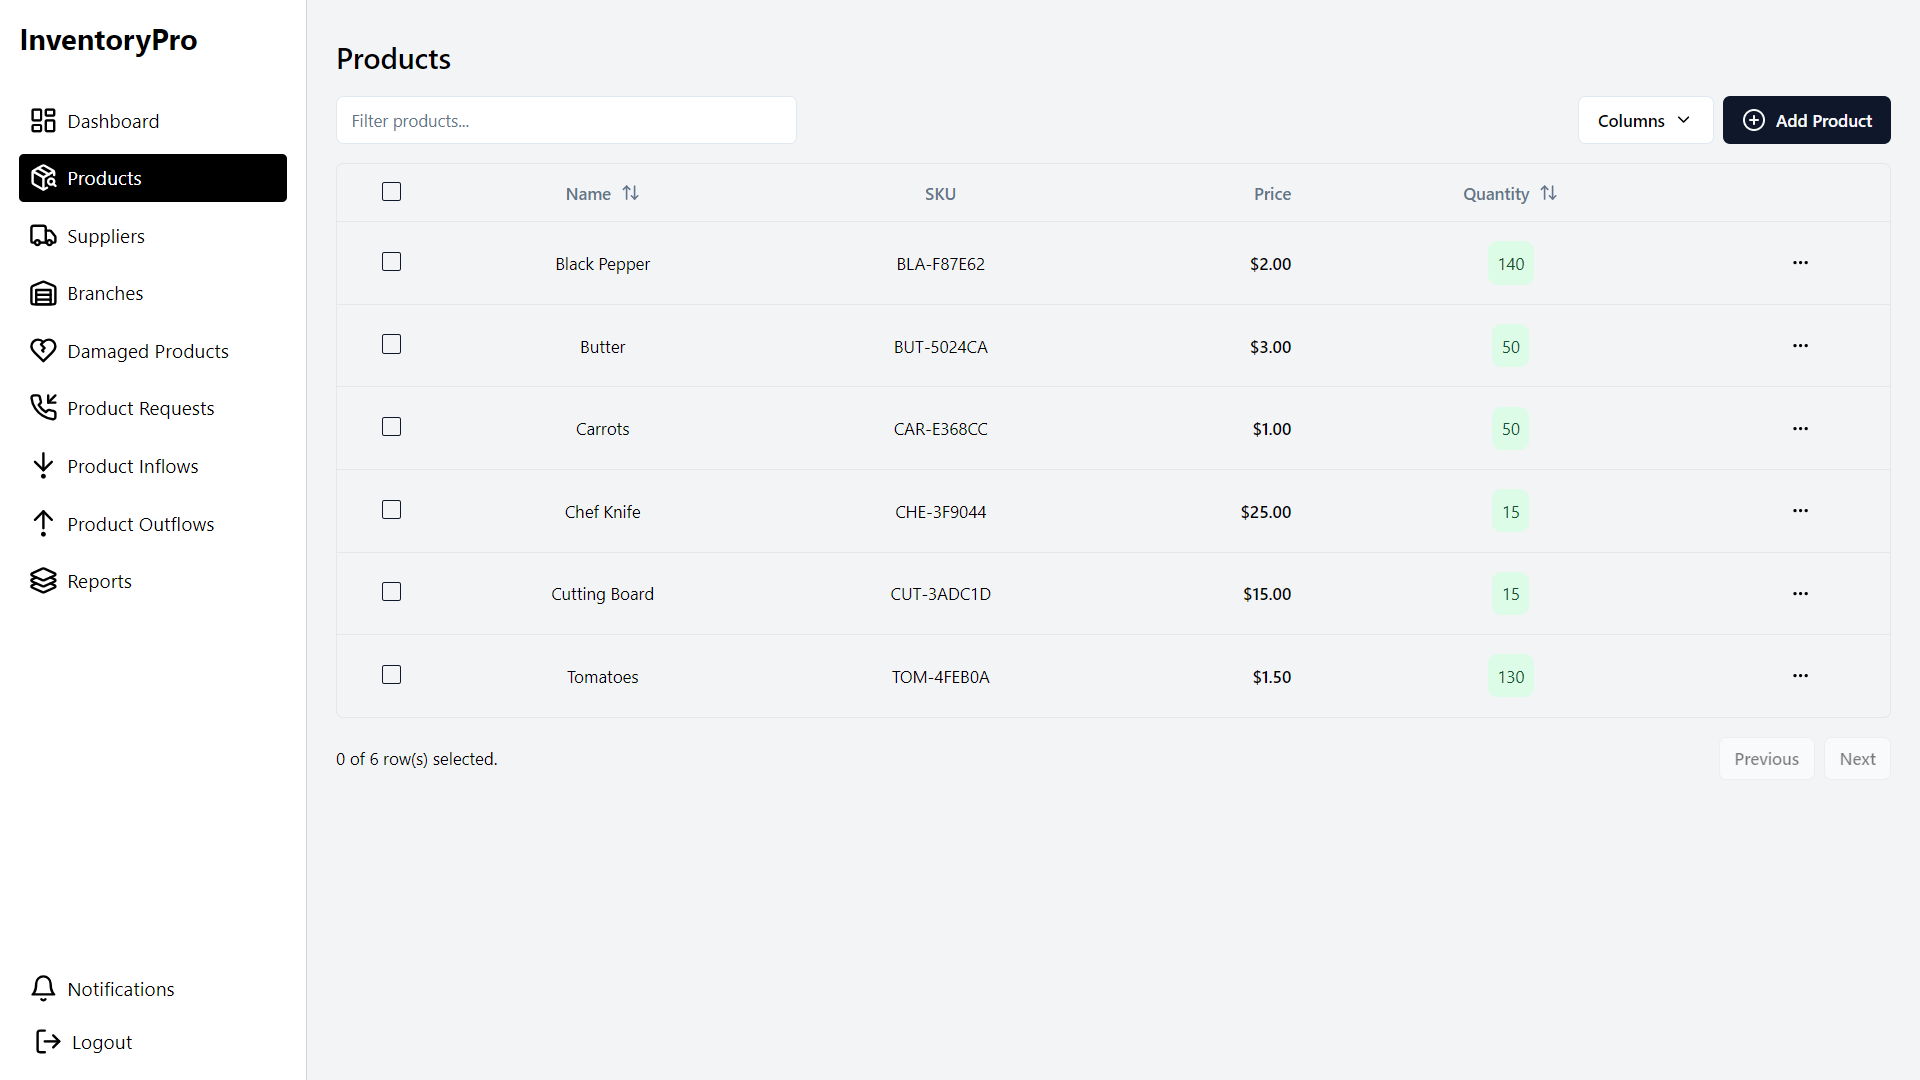 InventoryPro
Dashboard
Products
Suppliers
Branches
Damaged Products
Product Requests
Product Inflows
Product Outflows
Reports
Notifications
Logout
Products
Filter products...
Columns
Add Product
Name SKU Price Quantity
Black Pepper BLA-F87E62 $2.00 140
Butter BUT-5024CA $3.00 50
Carrots CAR-E368CC $1.00 50
Chef Knife CHE-3F9044 $25.00 15
Cutting Board CUT-3ADC1D $15.00 15
Tomatoes TOM-4FEB0A $1.50 130
0 of 6 row(s) selected.
Previous Next